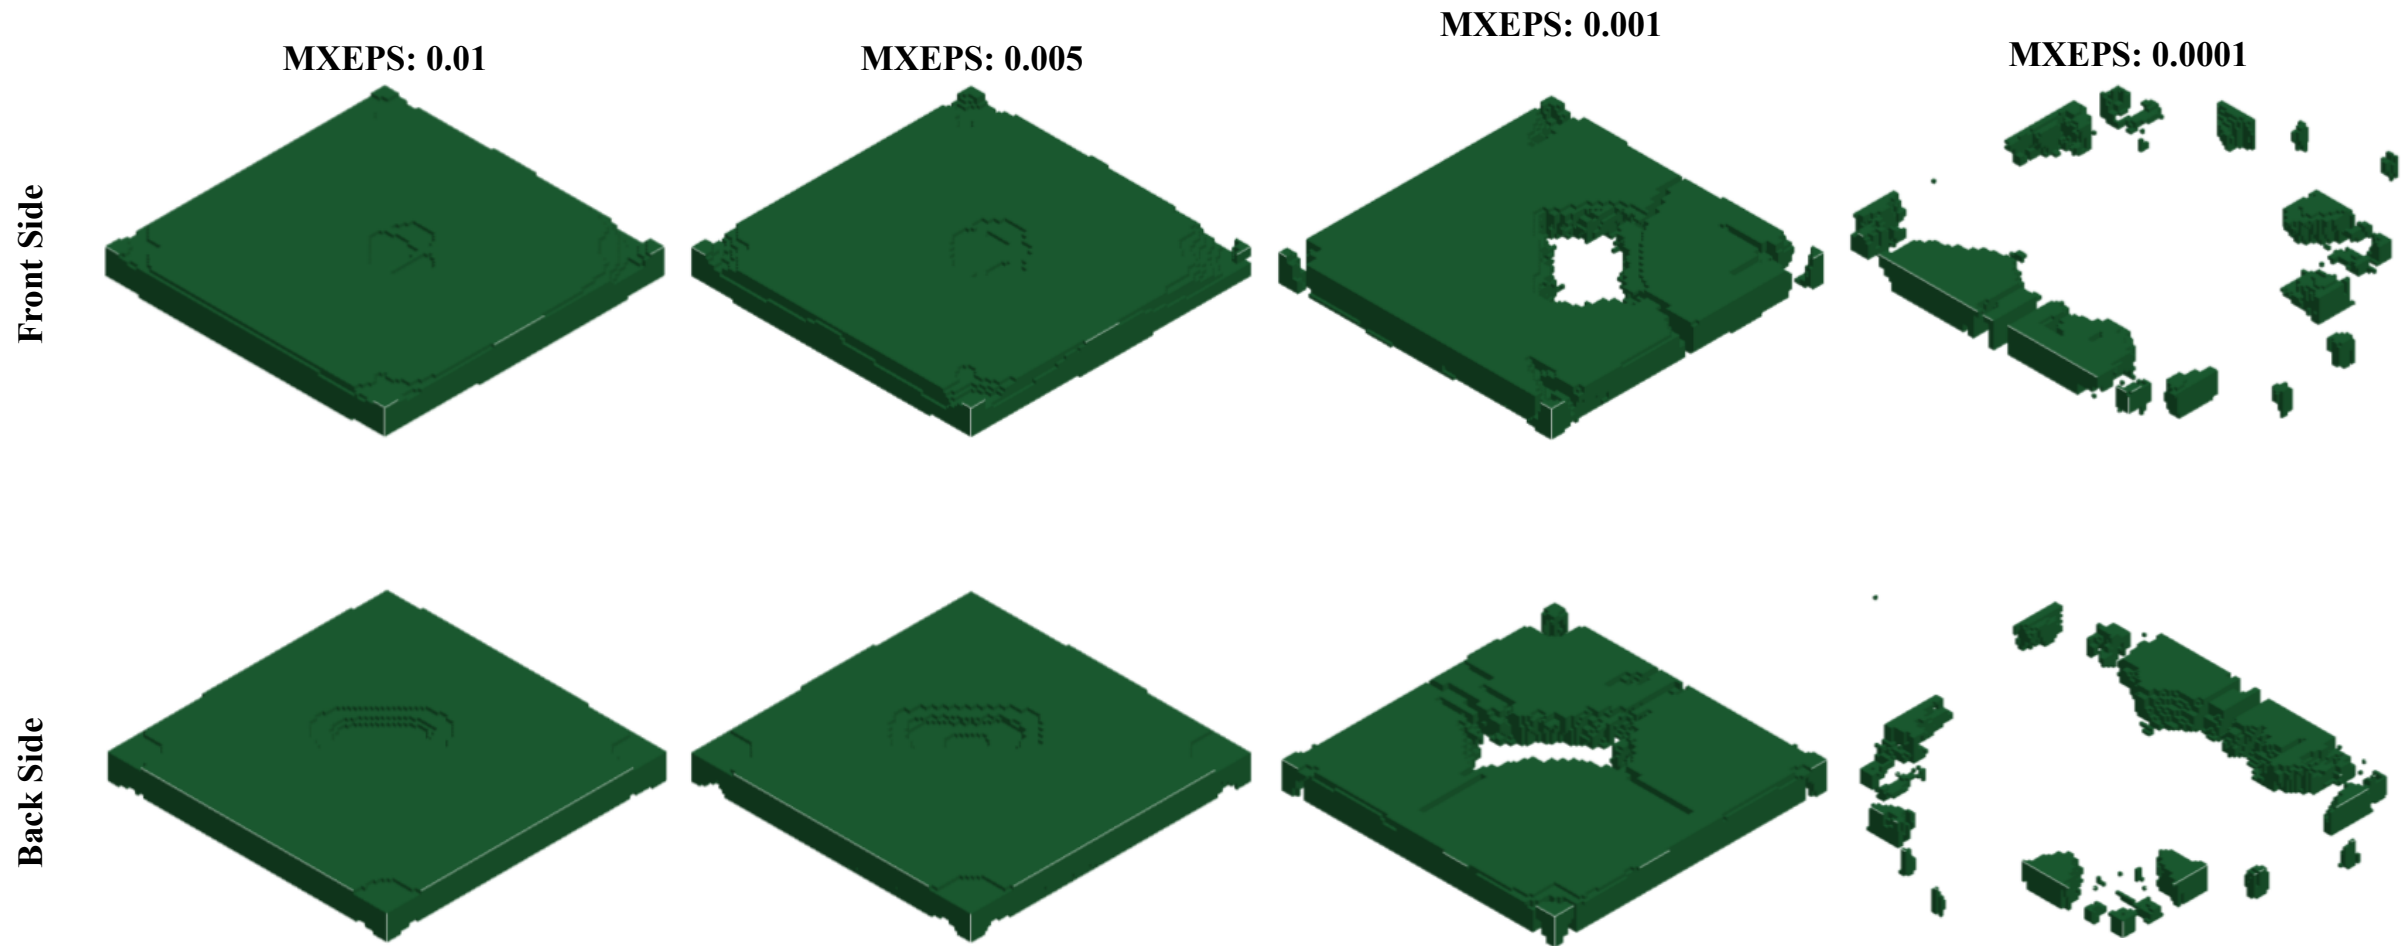 MXEPS: 0.01
MXEPS: 0.005
MXEPS: 0.001
MXEPS: 0.0001
Front Side
Back Side